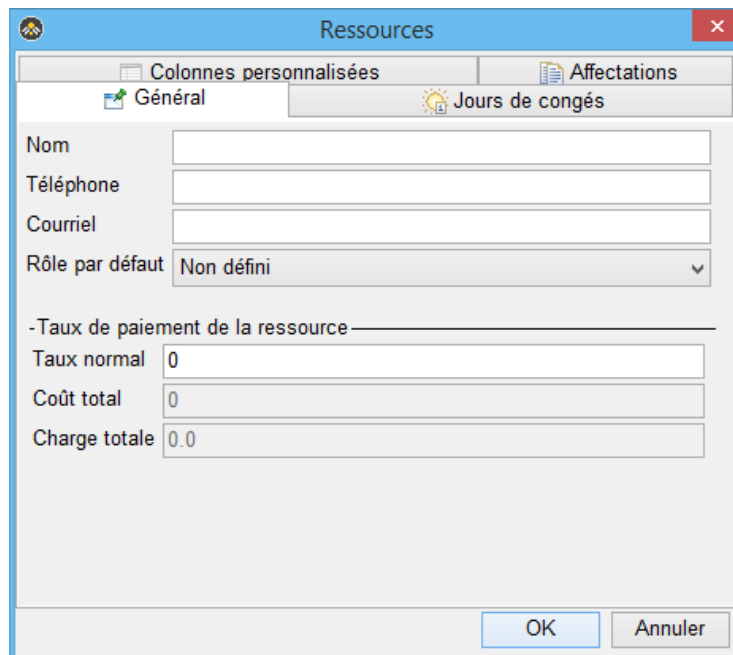 Ressources
Colonnes personnalisées Affectations
Général Jours de congés
Nom
Téléphone
Courriel
Rôle par défaut Non défini
Taux de paiement de la ressource
Taux normal 0
Coût total 0
Charge totale 0.0
OK Annuler